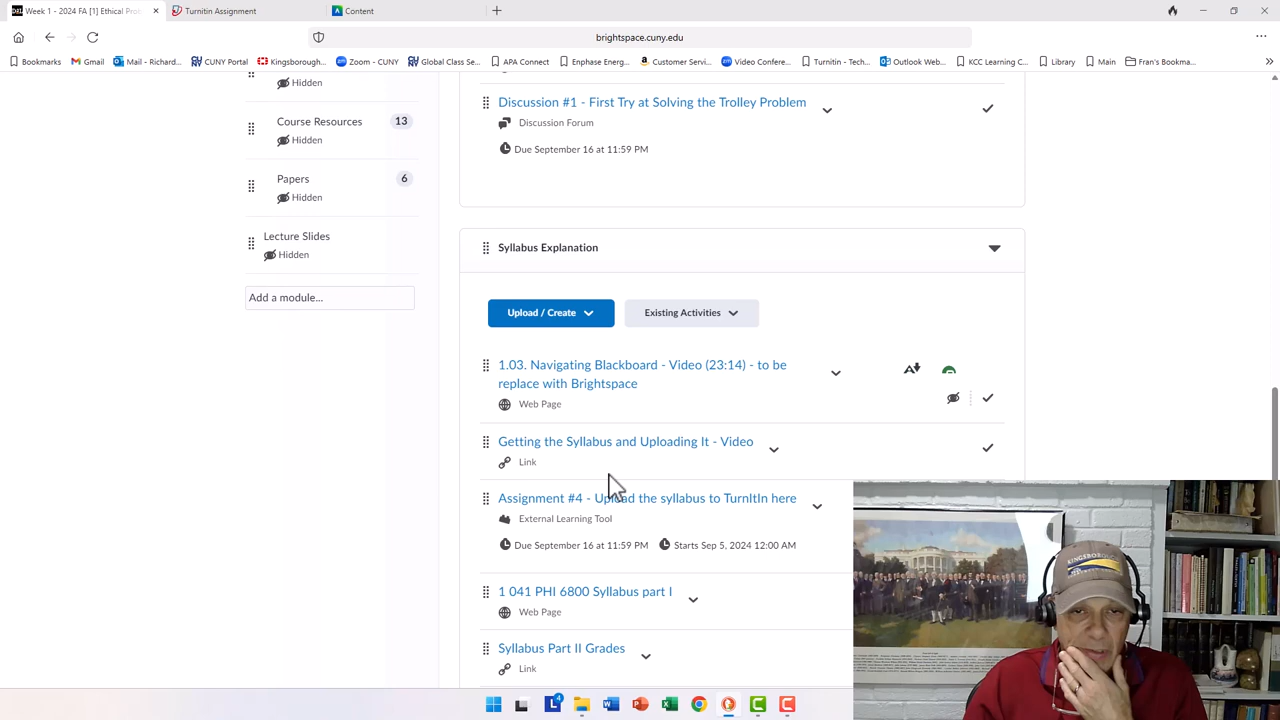 Week 1 - 2024 FA [1] Ethical Pro
Turnitin Assignment
Content
brightspace.cuny.edu
Bookmarks
Gmail
Mail - Richard...
CUNY Portal
Kingsborough...
Zoom - CUNY
Global Class Se...
APA Connect
Enphase Energ...
Customer Servi...
Video Confere...
Turnitin - Tech...
Outlook Web...
KCC Learning C...
Library
Main
Fran's Bookma...
Hidden
Course Resources 13
Hidden
Papers 6
Hidden
Lecture Slides
Hidden
Add a module...
Discussion #1 - First Try at Solving the Trolley Problem
Discussion Forum
Due September 16 at 11:59 PM
Syllabus Explanation
Upload / Create
Existing Activities
1.03. Navigating Blackboard - Video (23:14) - to be
replace with Brightspace
Web Page
Getting the Syllabus and Uploading It - Video
Link
Assignment #4 - Upload the syllabus to TurnItIn here
External Learning Tool
Due September 16 at 11:59 PM Starts Sep 5, 2024 12:00 AM
1 041 PHI 6800 Syllabus part I
Web Page
Syllabus Part II Grades
Link
KINGSBOROUGH